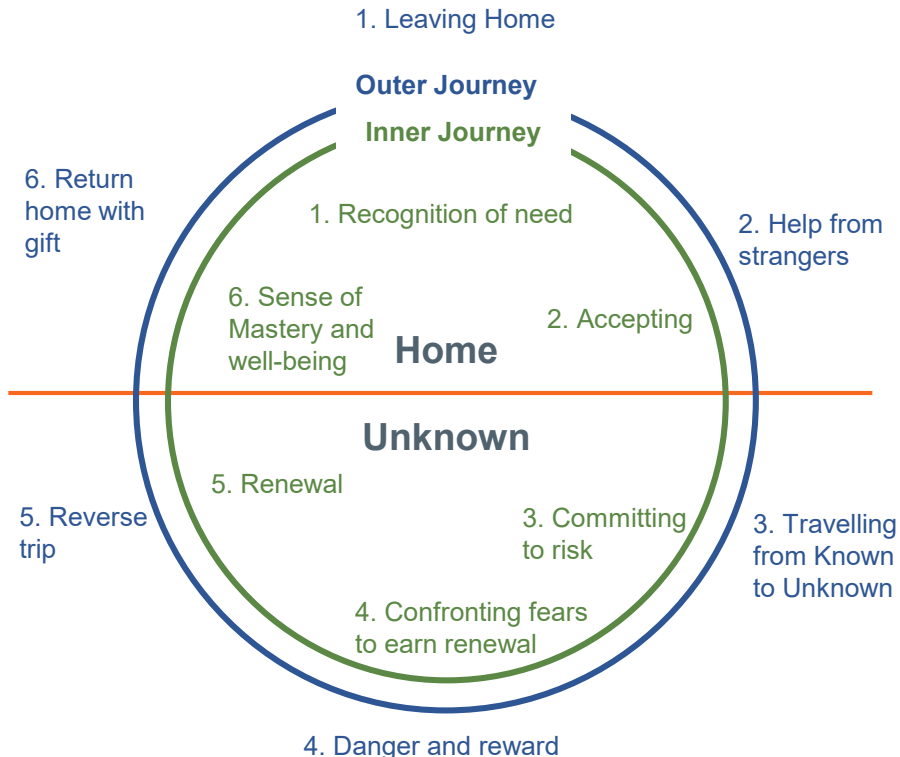 1. Leaving Home
Outer Journey
Inner Journey
6. Return
home with
gift
1. Recognition of need
2. Help from
strangers
6. Sense of
Mastery and
well-being
2. Accepting
Home
Unknown
5. Renewal
5. Reverse
trip
3. Committing
to risk
3. Travelling
from Known
to Unknown
4. Confronting fears
to earn renewal
4. Danger and reward